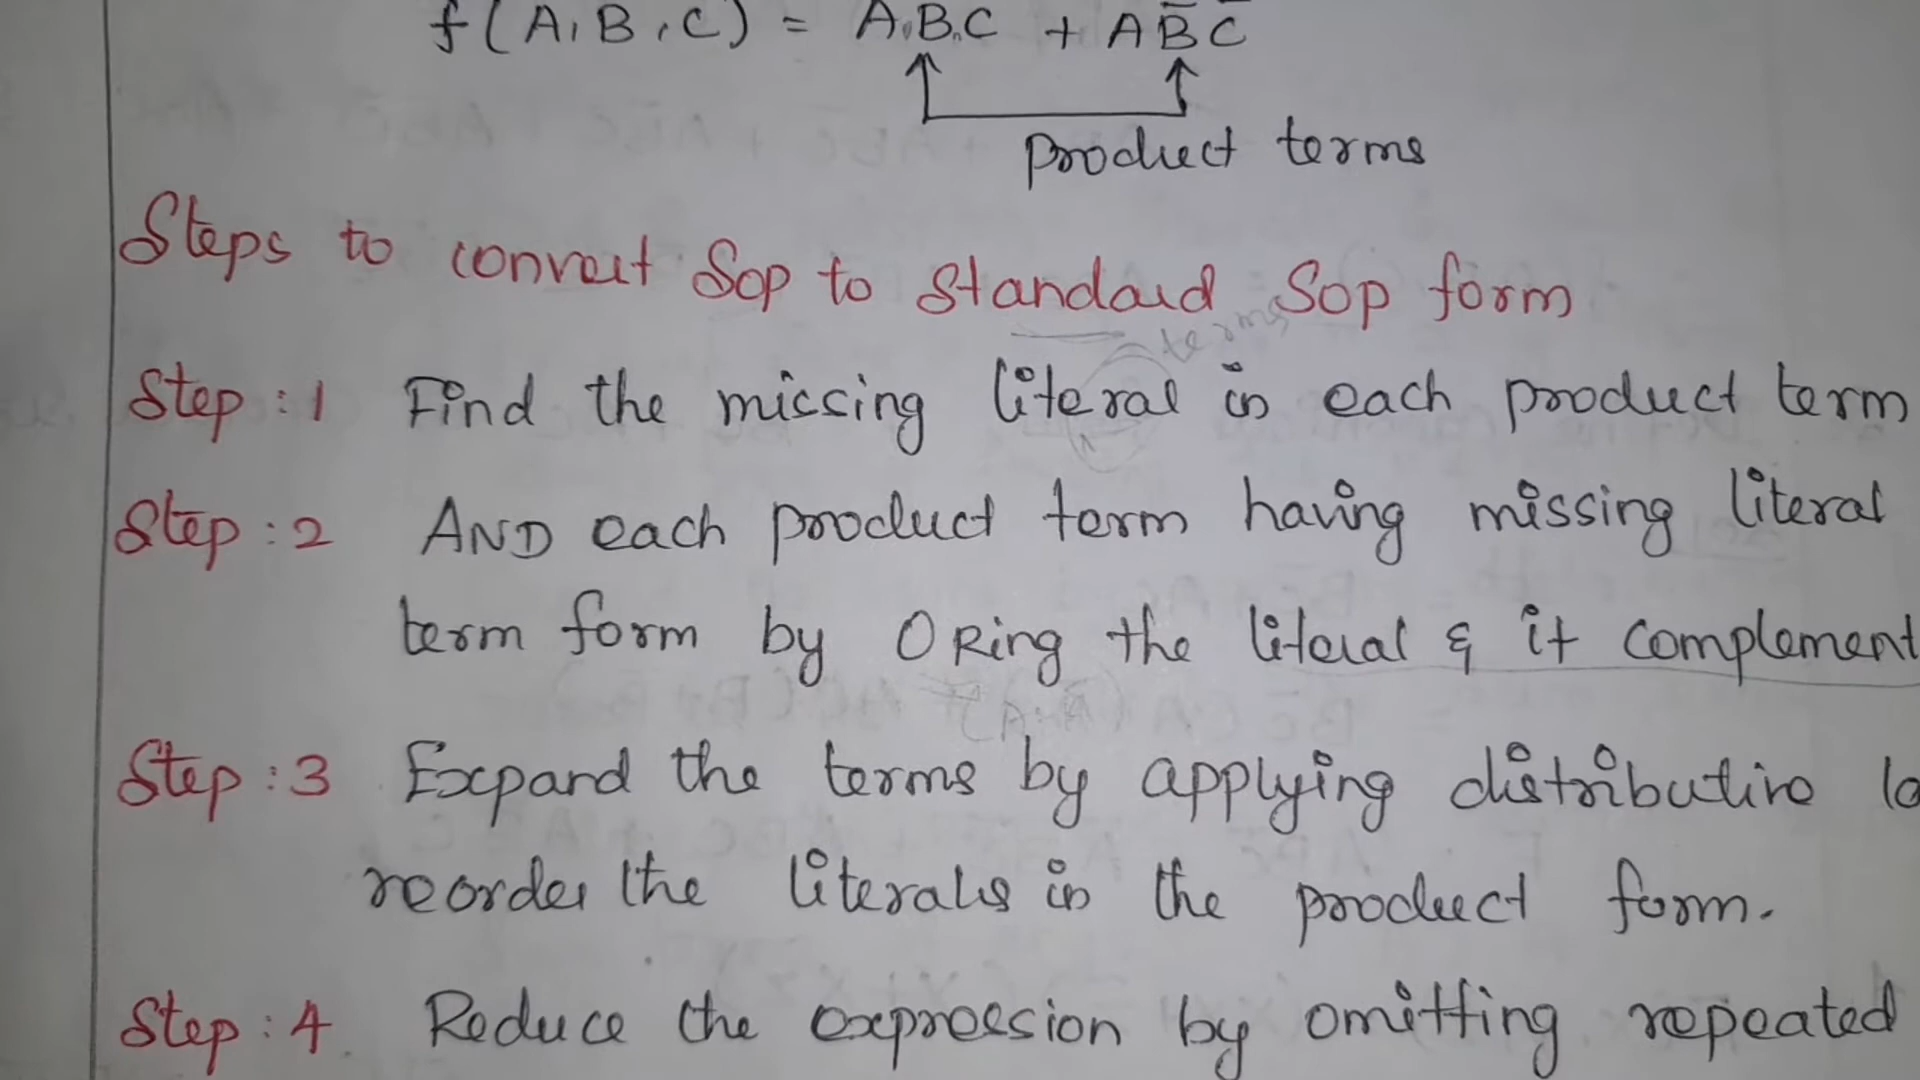 f(A,B,C) = A.B.C + A B̄ C̄
product terms
Steps to convert Sop to Standard Sop form
terms
Step : 1 Find the missing literal in each product term
Step : 2 AND each product term having missing literal
term form by ORing the literal & it complement
Step : 3 Expand the terms by applying distributive
reorder the literals in the product form.
Step : 4 Reduce the expression by omitting repeated